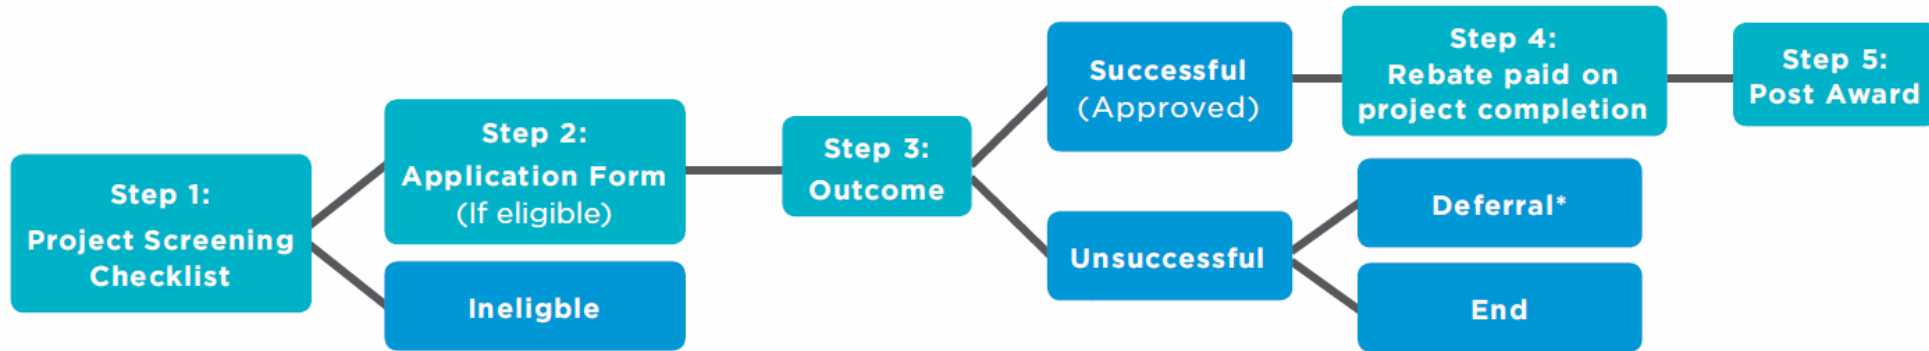 Step 1:
Project Screening
Checklist
Step 2:
Application Form
(If eligible)
Ineligble
Step 3:
Outcome
Successful
(Approved)
Unsuccessful
Step 4:
Rebate paid on
project completion
Deferral*
End
Step 5:
Post Award